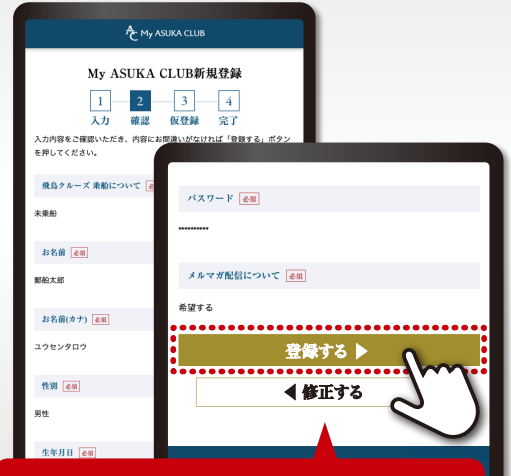 My ASUKA CLUB
My ASUKA CLUB新規登録
1 2 3 4
入力 確認 仮登録 完了
入力内容をご確認いただき、内容にお間違いがなければ「登録する」ボタン
を押してください。
飛鳥クルーズ 乗船について
未乗船
お名前 必須
郵船太郎
お名前(カナ) 必須
ユウセンタロウ
性別 必須
男性
生年月日 必須
パスワード 必須
••••••••••
メルマガ配信について 必須
希望する
登録する ▶
◀ 修正する